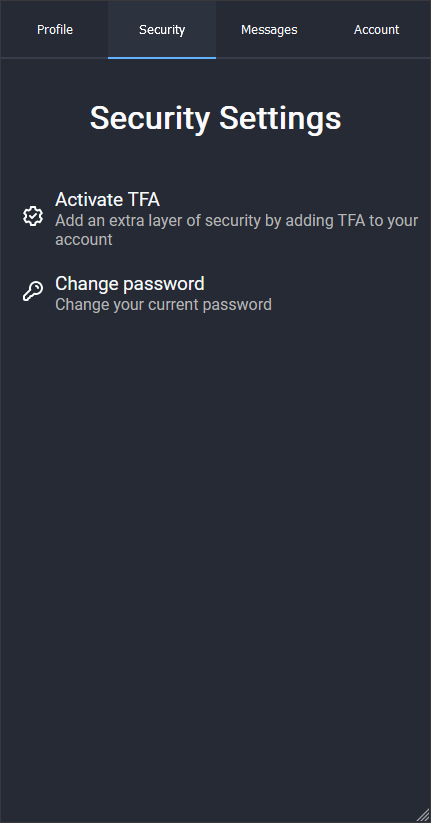 Profile
Security
Messages
Account
Security Settings
Activate TFA
Add an extra layer of security by adding TFA to your
account
Change password
Change your current password